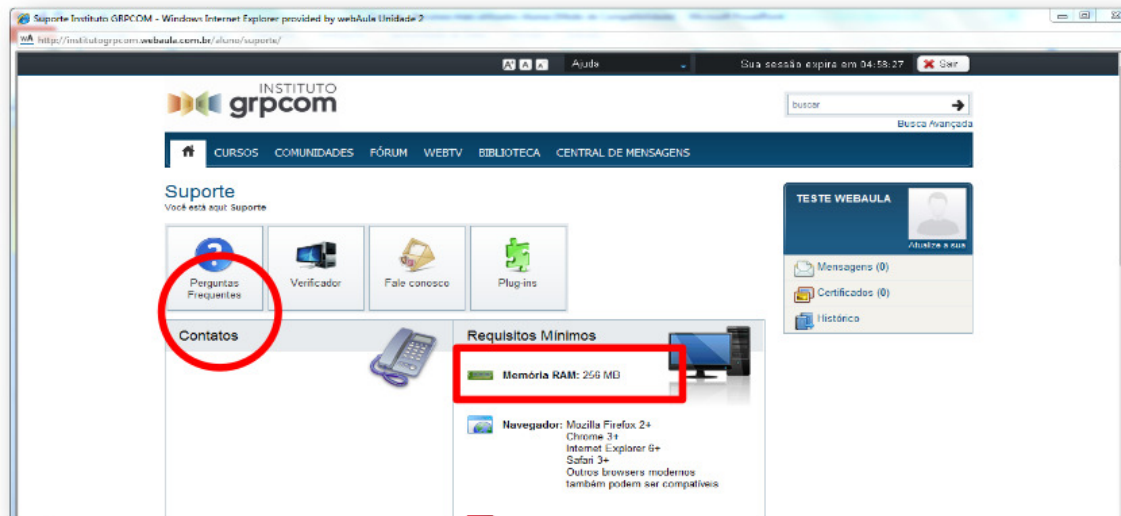 Suporte Instituto GRPCOM - Windows Internet Explorer provided by webAula Unidade 2
wA http://institutogrpcom.webaula.com.br/aluno/suporte/
A+ A A- Ajuda Sua sessão expira em 04:58:27 Sair
INSTITUTO
grpcom
buscar
Busca Avançada
CURSOS COMUNIDADES FÓRUM WEBTV BIBLIOTECA CENTRAL DE MENSAGENS
Suporte
Você está aqui: Suporte
TESTE WEBAULA
Atualize a sua
Perguntas
Frequentes
Verificador
Fale conosco
Plug-ins
Mensagens (0)
Certificados (0)
Histórico
Contatos
Requisitos Mínimos
Memória RAM: 256 MB
Navegador: Mozilla Firefox 2+
Chrome 3+
Internet Explorer 6+
Safari 3+
Outros browsers modernos
também podem ser compatíveis